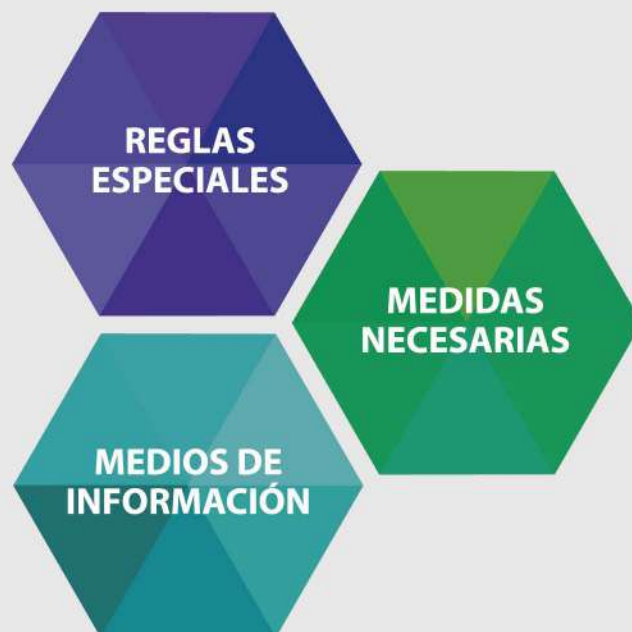 REGLAS
ESPECIALES
MEDIDAS
NECESARIAS
MEDIOS DE
INFORMACIÓN